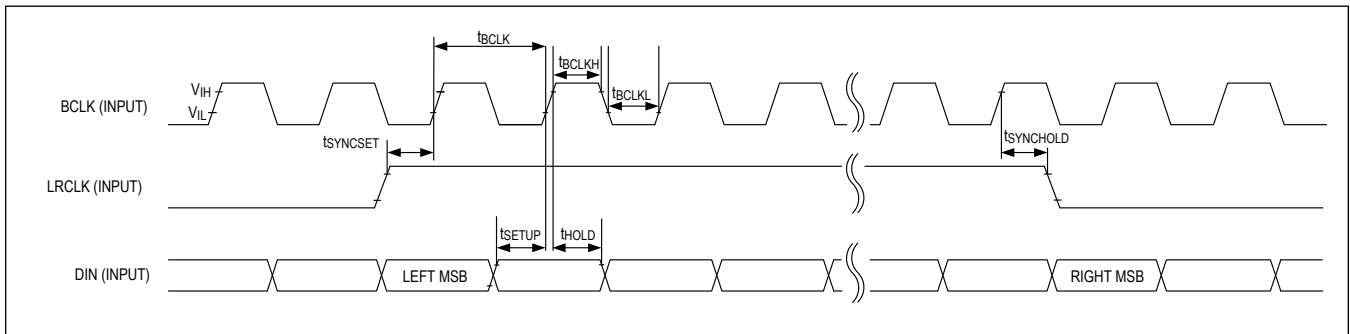 tBCLK
tBCLKH
tBCLKL
BCLK (INPUT)
VIH
VIL
tSYNCSET
tSYNCHOLD
LRCLK (INPUT)
tSETUP
tHOLD
DIN (INPUT)
LEFT MSB
RIGHT MSB